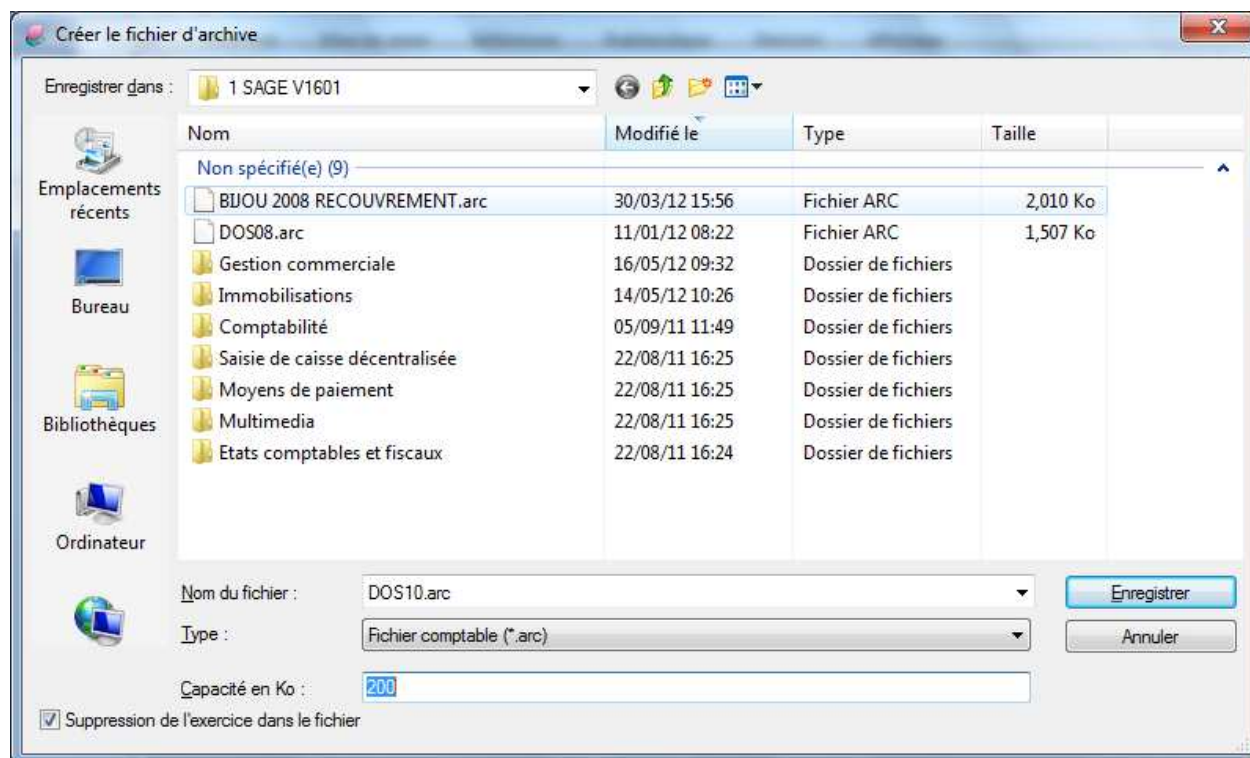 Créer le fichier d'archive
Enregistrer dans : 1 SAGE V1601
Nom Modifié le Type Taille
Non spécifié(e) (9)
BIJOU 2008 RECOUVREMENT.arc 30/03/12 15:56 Fichier ARC 2,010 Ko
DOS08.arc 11/01/12 08:22 Fichier ARC 1,507 Ko
Gestion commerciale 16/05/12 09:32 Dossier de fichiers
Immobilisations 14/05/12 10:26 Dossier de fichiers
Comptabilité 05/09/11 11:49 Dossier de fichiers
Saisie de caisse décentralisée 22/08/11 16:25 Dossier de fichiers
Moyens de paiement 22/08/11 16:25 Dossier de fichiers
Multimedia 22/08/11 16:25 Dossier de fichiers
Etats comptables et fiscaux 22/08/11 16:24 Dossier de fichiers
Emplacements
récents
Bureau
Bibliothèques
Ordinateur
Nom du fichier : DOS10.arc Enregistrer
Type : Fichier comptable (*.arc) Annuler
Capacité en Ko : 200
Suppression de l'exercice dans le fichier